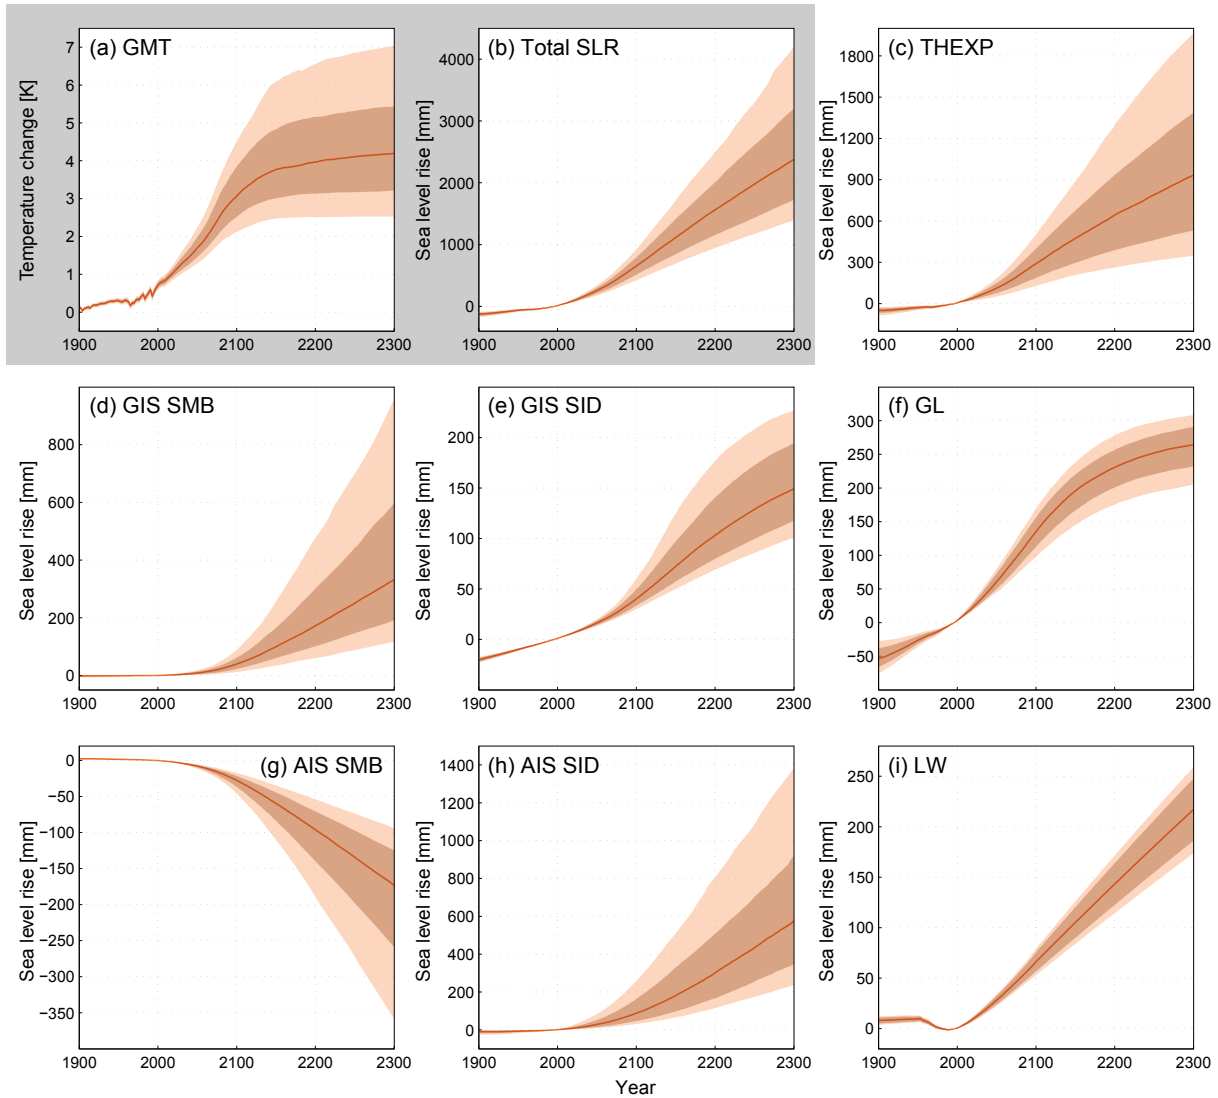 (a) GMT
Temperature change [K]
7
6
5
4
3
2
1
0
1900 2000 2100 2200 2300
(b) Total SLR
Sea level rise [mm]
4000
3000
2000
1000
0
1900 2000 2100 2200 2300
(c) THEXP
Sea level rise [mm]
1800
1500
1200
900
600
300
0
1900 2000 2100 2200 2300
(d) GIS SMB
Sea level rise [mm]
800
600
400
200
0
1900 2000 2100 2200 2300
(e) GIS SID
Sea level rise [mm]
200
150
100
50
0
1900 2000 2100 2200 2300
(f) GL
Sea level rise [mm]
300
250
200
150
100
50
0
−50
1900 2000 2100 2200 2300
(g) AIS SMB
Sea level rise [mm]
0
−50
−100
−150
−200
−250
−300
−350
1900 2000 2100 2200 2300
(h) AIS SID
Sea level rise [mm]
1400
1200
1000
800
600
400
200
0
1900 2000 2100 2200 2300
(i) LW
Sea level rise [mm]
250
200
150
100
50
0
1900 2000 2100 2200 2300
Year